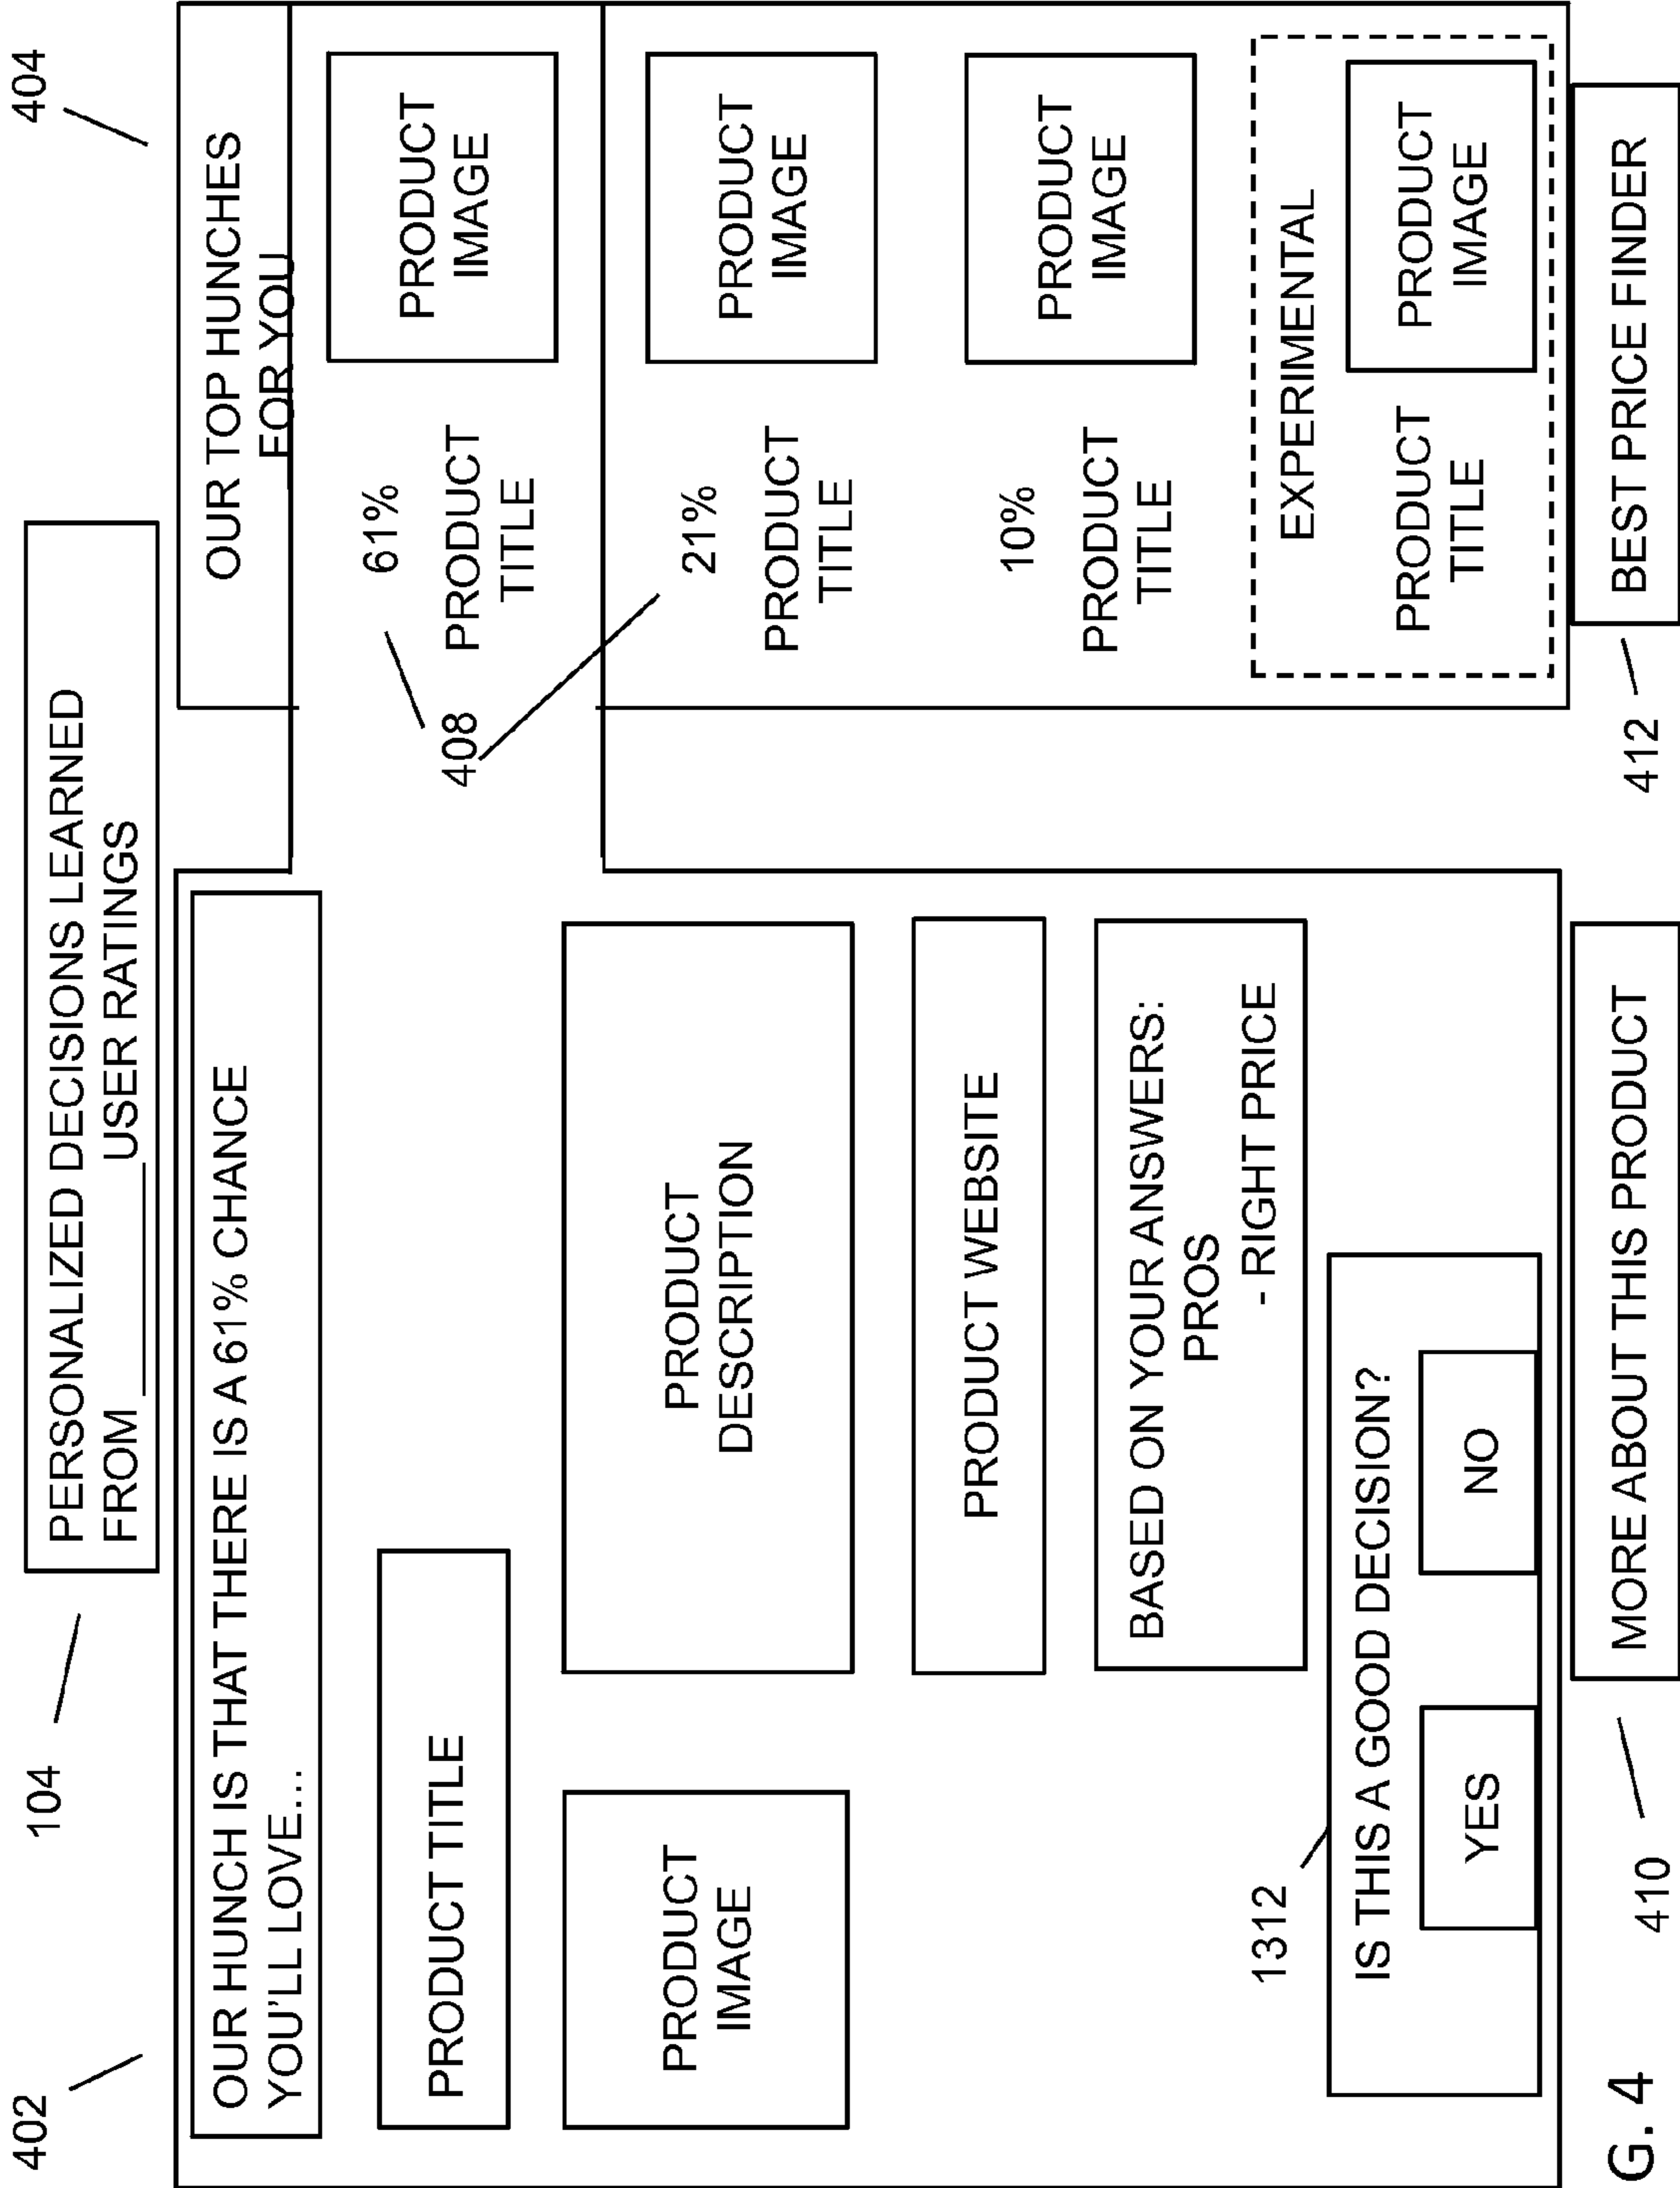 402
104
404
PERSONALIZED DECISIONS LEARNED
FROM ________ USER RATINGS
OUR HUNCH IS THAT THERE IS A 61% CHANCE
YOU'LL LOVE...
PRODUCT TITLE
PRODUCT
IMAGE
PRODUCT
DESCRIPTION
PRODUCT WEBSITE
BASED ON YOUR ANSWERS:
PROS
- RIGHT PRICE
1312
IS THIS A GOOD DECISION?
YES
NO
410
MORE ABOUT THIS PRODUCT
OUR TOP HUNCHES
FOR YOU
408
61%
PRODUCT
TITLE
PRODUCT
IMAGE
21%
PRODUCT
TITLE
PRODUCT
IMAGE
10%
PRODUCT
TITLE
PRODUCT
IMAGE
EXPERIMENTAL
PRODUCT
TITLE
PRODUCT
IMAGE
412
BEST PRICE FINDER
G. 4